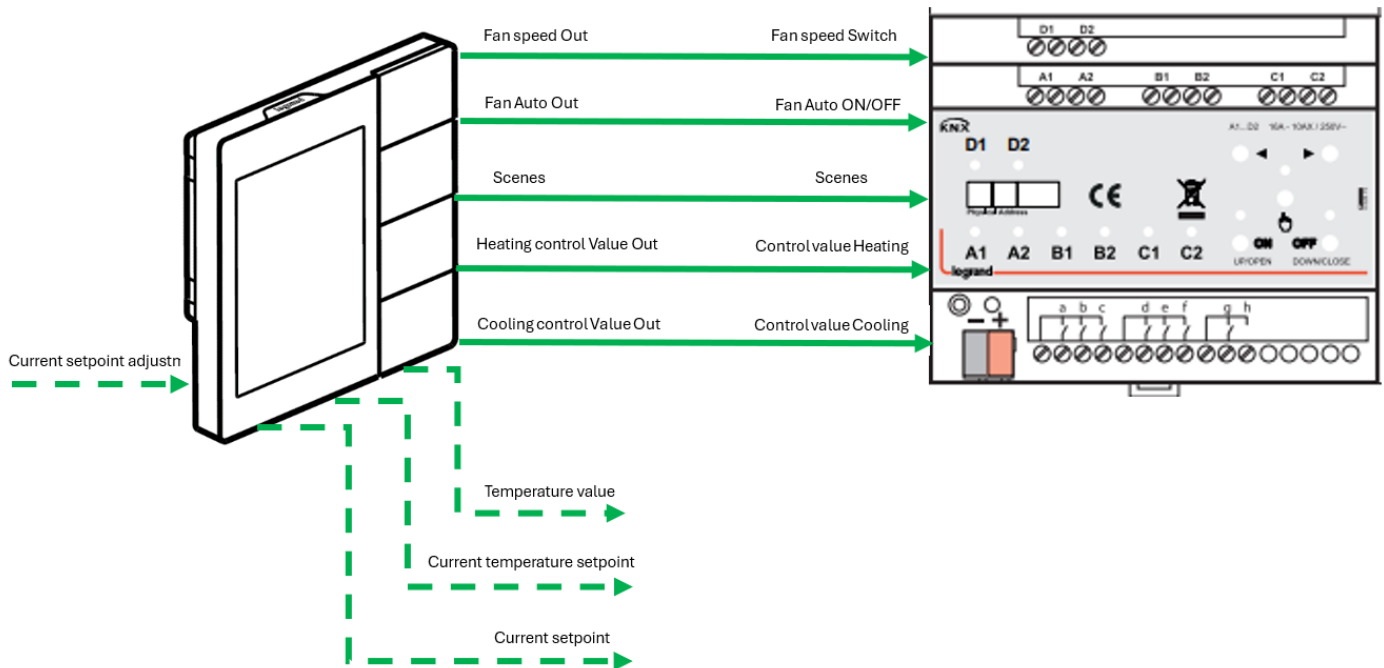 Fan speed Out
Fan speed Switch
D1 D2
A1 A2 B1 B2 C1 C2
Fan Auto Out
Fan Auto ON/OFF
legrand
KNX
A1...D2 16A - 10AX / 250V~
D1 D2
Scenes
Scenes
CE
Physical Address
Heating control Value Out
Control value Heating
ON OFF
A1 A2 B1 B2 C1 C2
UP/OPEN DOWN/CLOSE
legrand
a b c d e f g h
- +
Cooling control Value Out
Control value Cooling
Current setpoint adjustn
Temperature value
Current temperature setpoint
Current setpoint